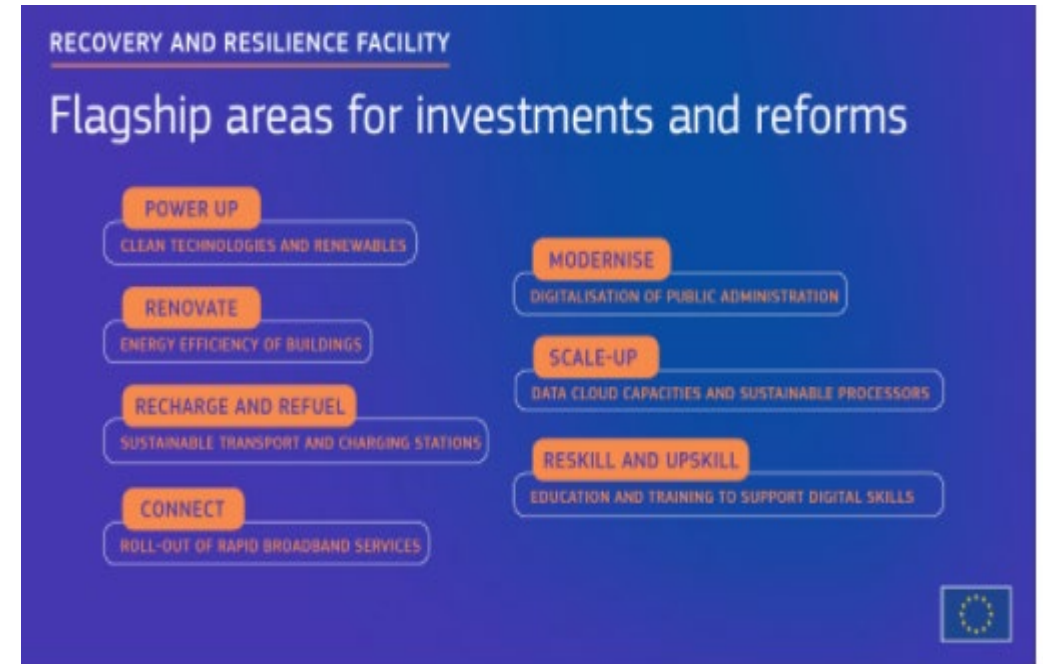 RECOVERY AND RESILIENCE FACILITY
Flagship areas for investments and reforms
POWER UP
CLEAN TECHNOLOGIES AND RENEWABLES
RENOVATE
ENERGY EFFICIENCY OF BUILDINGS
RECHARGE AND REFUEL
SUSTAINABLE TRANSPORT AND CHARGING STATIONS
CONNECT
ROLL-OUT OF RAPID BROADBAND SERVICES
MODERNISE
DIGITALISATION OF PUBLIC ADMINISTRATION
SCALE-UP
DATA CLOUD CAPACITIES AND SUSTAINABLE PROCESSORS
RESKILL AND UPSKILL
EDUCATION AND TRAINING TO SUPPORT DIGITAL SKILLS